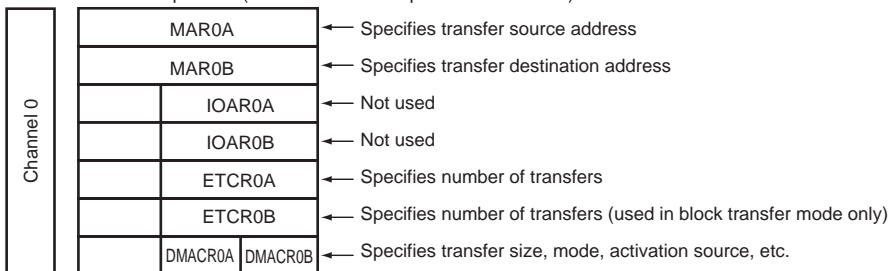 MAR0A Specifies transfer source address
MAR0B Specifies transfer destination address
IOAR0A Not used
IOAR0B Not used
Channel 0
ETCR0A Specifies number of transfers
ETCR0B Specifies number of transfers (used in block transfer mode only)
DMACR0A DMACR0B Specifies transfer size, mode, activation source, etc.